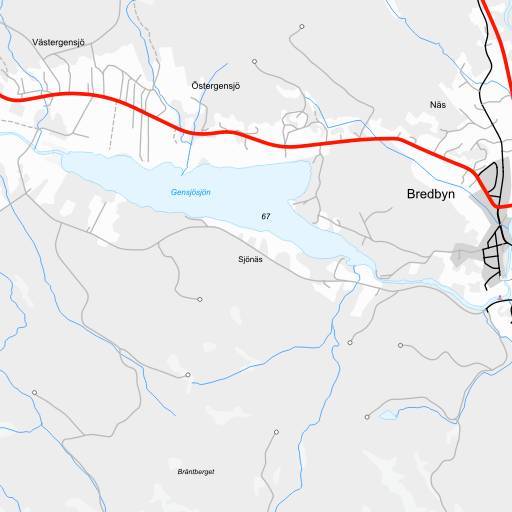 Västergensjö
Östergensjö
Näs
Gensjösjön
Bredbyn
67
Sjönäs
Bräntberget